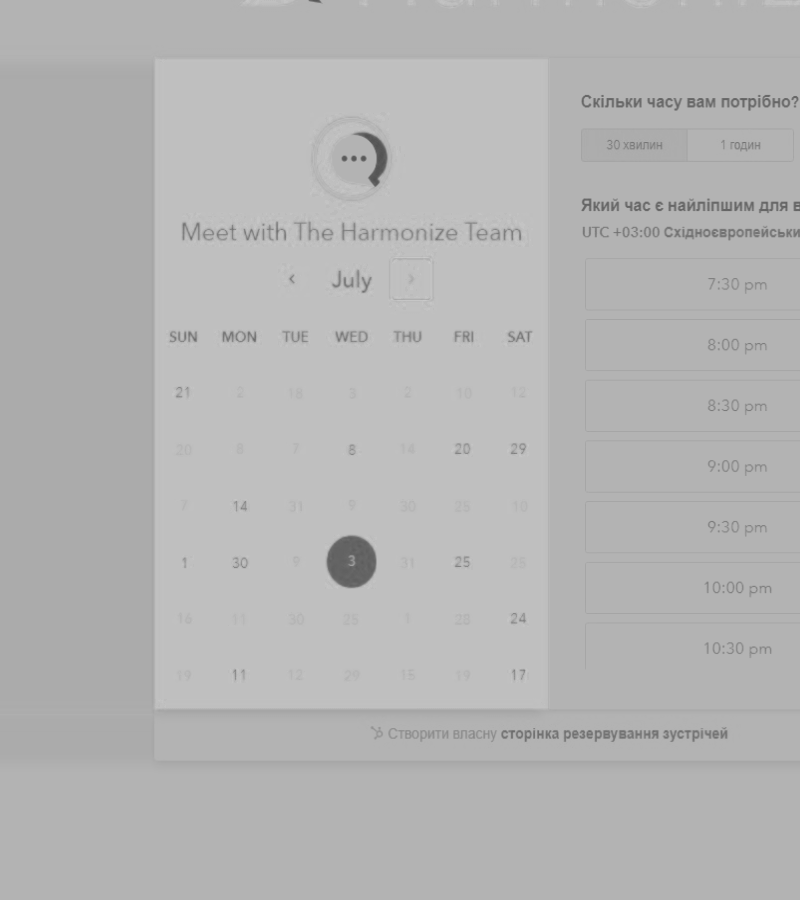 Meet with The Harmonize Team
July
SUN MON TUE WED THU FRI SAT
21 2 18 3 2 10 12
20 8 7 8 14 20 29
7 14 31 9 30 25 10
1 30 9 3 31 25 25
16 11 30 25 1 28 24
19 11 12 29 15 19 17
Скільки часу вам потрібно?
30 хвилин 1 годин
Який час є найліпшим для в
UTC +03:00 Східноєвропейськи
7:30 pm
8:00 pm
8:30 pm
9:00 pm
9:30 pm
10:00 pm
10:30 pm
Створити власну сторінка резервування зустрічей